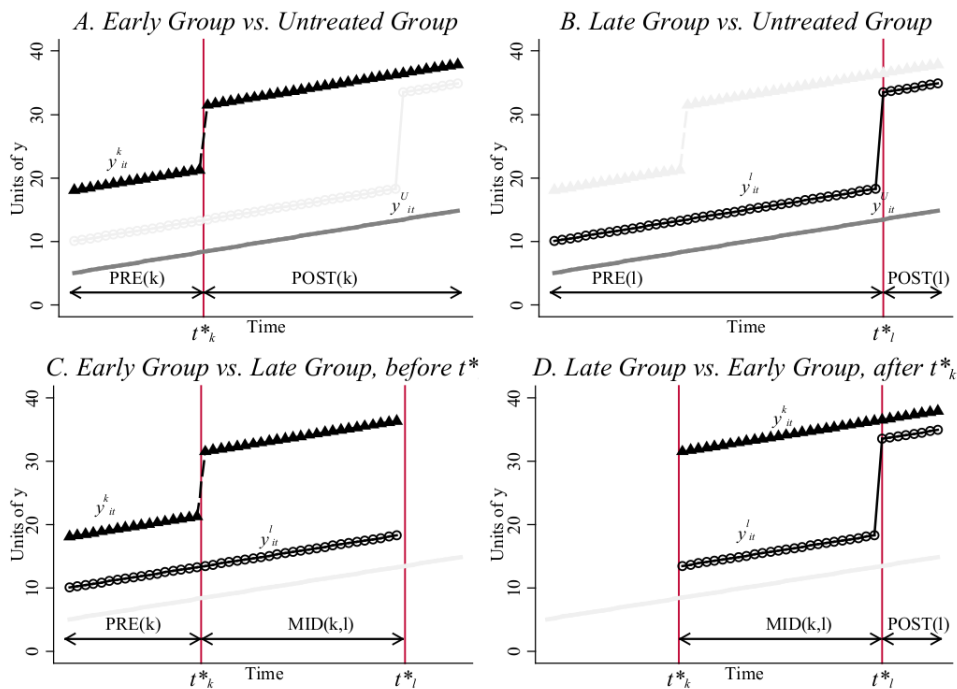 A. Early Group vs. Untreated Group
Units of y
0 10 20 30 40
y^k_it
y^U_it
PRE(k)
POST(k)
t*_k
Time
B. Late Group vs. Untreated Group
Units of y
0 10 20 30 40
y^l_it
y^U_it
PRE(l)
POST(l)
Time
t*_l
C. Early Group vs. Late Group, before t*
Units of y
0 10 20 30 40
y^k_it
y^l_it
PRE(k)
MID(k,l)
t*_k
Time
t*_l
D. Late Group vs. Early Group, after t*_k
Units of y
0 10 20 30 40
y^k_it
y^l_it
MID(k,l)
POST(l)
t*_k
Time
t*_l